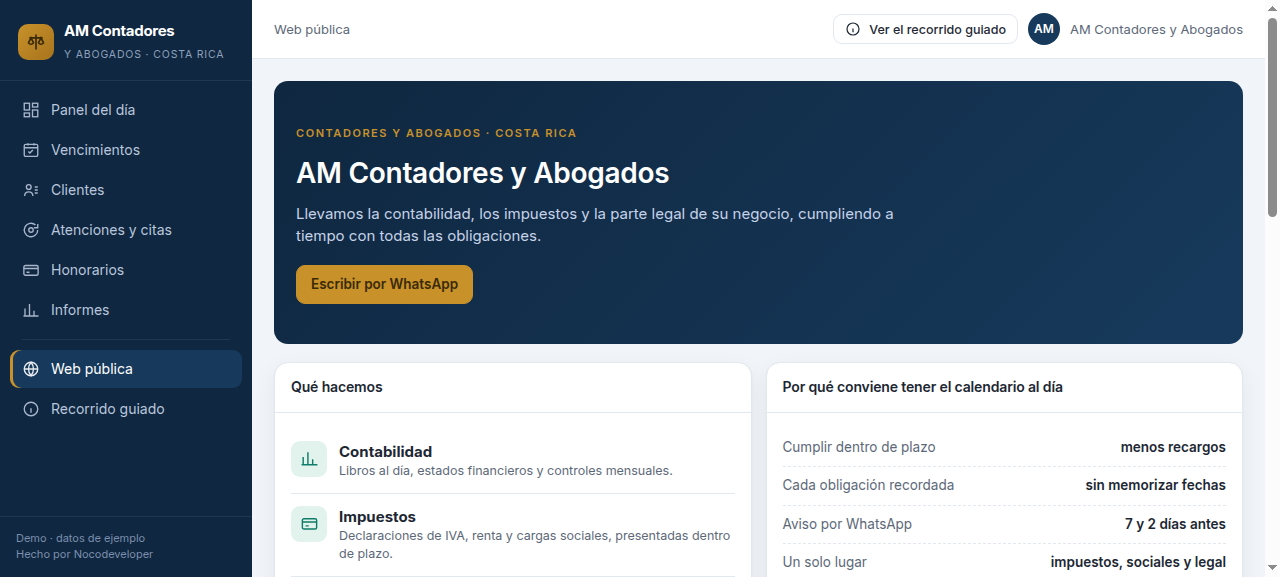 AM Contadores
Y ABOGADOS · COSTA RICA
Panel del día
Vencimientos
Clientes
Atenciones y citas
Honorarios
Informes
Web pública
Recorrido guiado
Demo · datos de ejemplo
Hecho por Nocodeveloper
Web pública
Ver el recorrido guiado
AM
AM Contadores y Abogados
CONTADORES Y ABOGADOS · COSTA RICA
AM Contadores y Abogados
Llevamos la contabilidad, los impuestos y la parte legal de su negocio, cumpliendo a
tiempo con todas las obligaciones.
Escribir por WhatsApp
Qué hacemos
Contabilidad
Libros al día, estados financieros y controles mensuales.
Impuestos
Declaraciones de IVA, renta y cargas sociales, presentadas dentro
de plazo.
Por qué conviene tener el calendario al día
Cumplir dentro de plazo menos recargos
Cada obligación recordada sin memorizar fechas
Aviso por WhatsApp 7 y 2 días antes
Un solo lugar impuestos, sociales y legal